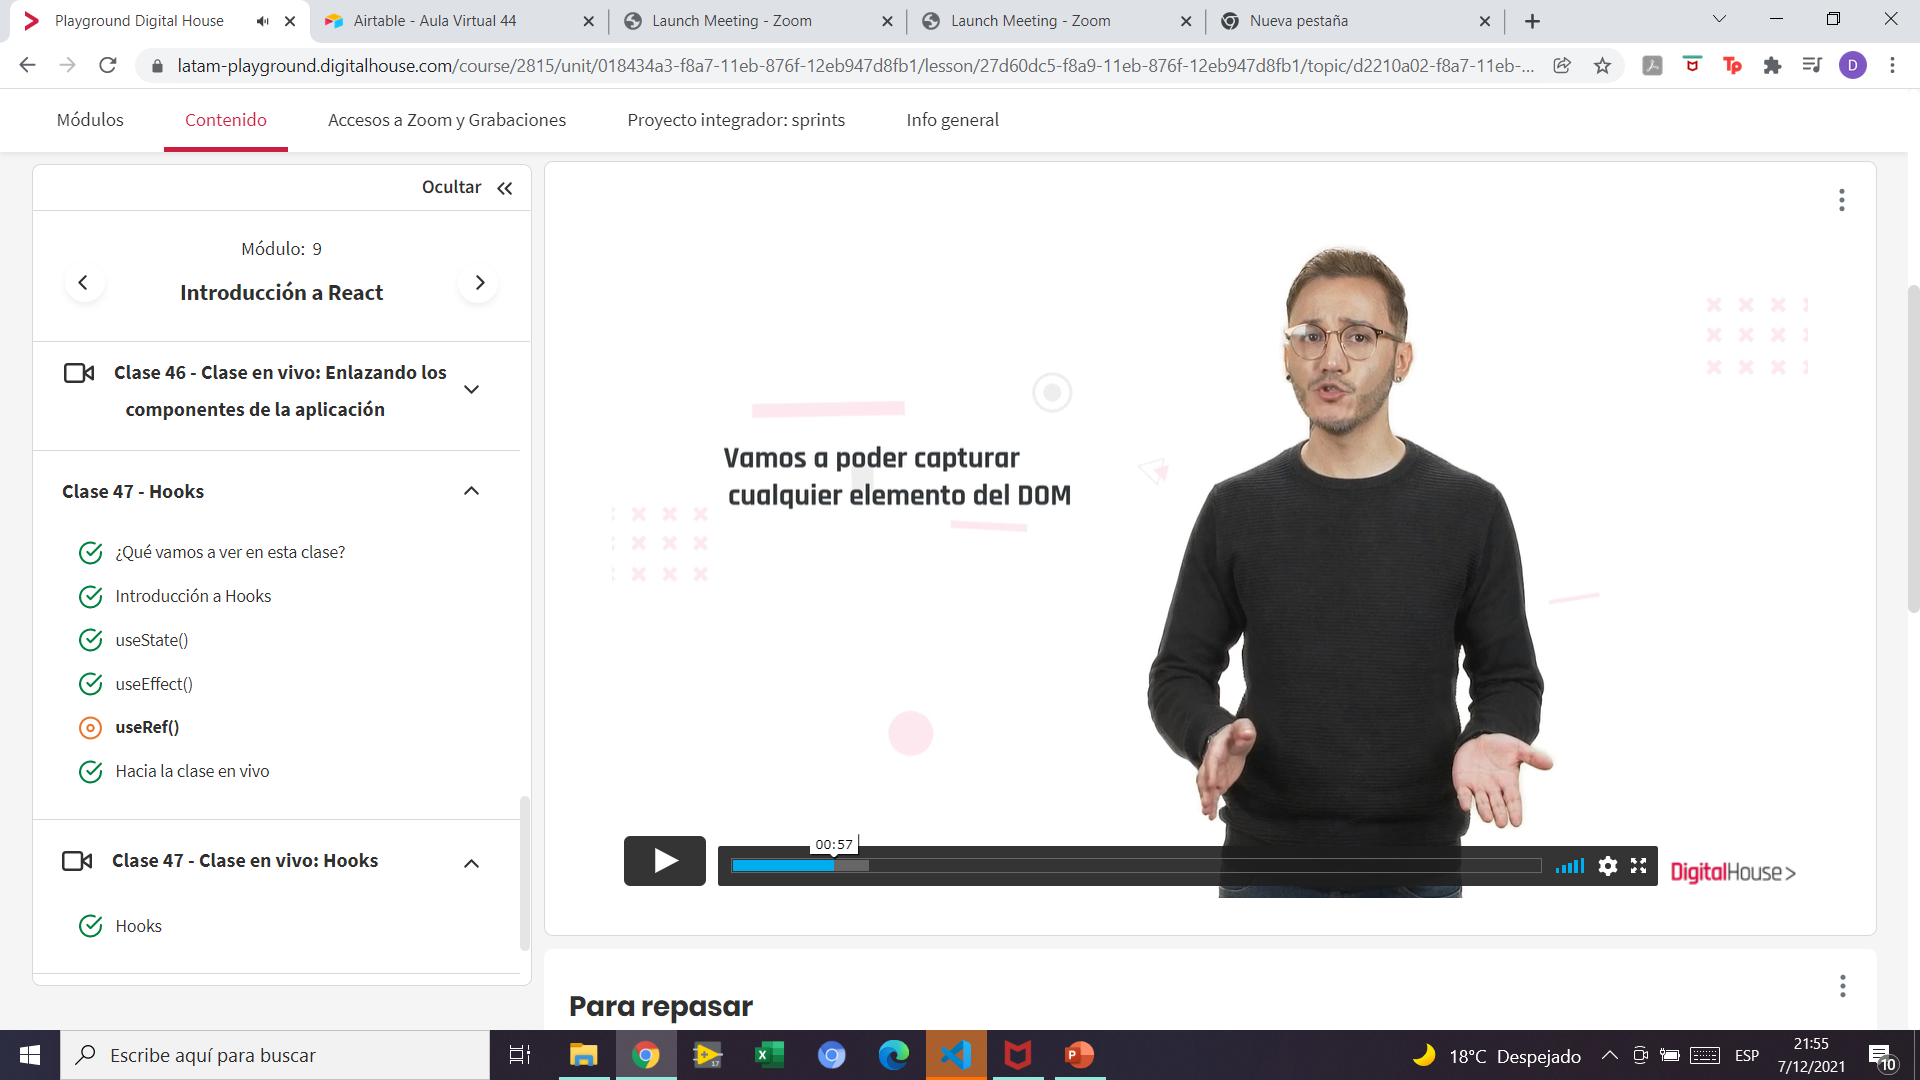 Playground Digital House
Airtable - Aula Virtual 44
Launch Meeting - Zoom
Launch Meeting - Zoom
Nueva pestaña
latam-playground.digitalhouse.com/course/2815/unit/018434a3-f8a7-11eb-876f-12eb947d8fb1/lesson/27d60dc5-f8a9-11eb-876f-12eb947d8fb1/topic/d2210a02-f8a7-11eb-...
Tp
D
Módulos
Contenido
Accesos a Zoom y Grabaciones
Proyecto integrador: sprints
Info general
Ocultar
Módulo: 9
Introducción a React
Clase 46 - Clase en vivo: Enlazando los
componentes de la aplicación
Clase 47 - Hooks
¿Qué vamos a ver en esta clase?
Introducción a Hooks
useState()
useEffect()
useRef()
Hacia la clase en vivo
Clase 47 - Clase en vivo: Hooks
Hooks
Vamos a poder capturar
cualquier elemento del DOM
00:57
DigitalHouse>
Para repasar
Escribe aquí para buscar
17
18°C Despejado
ESP
21:55
7/12/2021
10